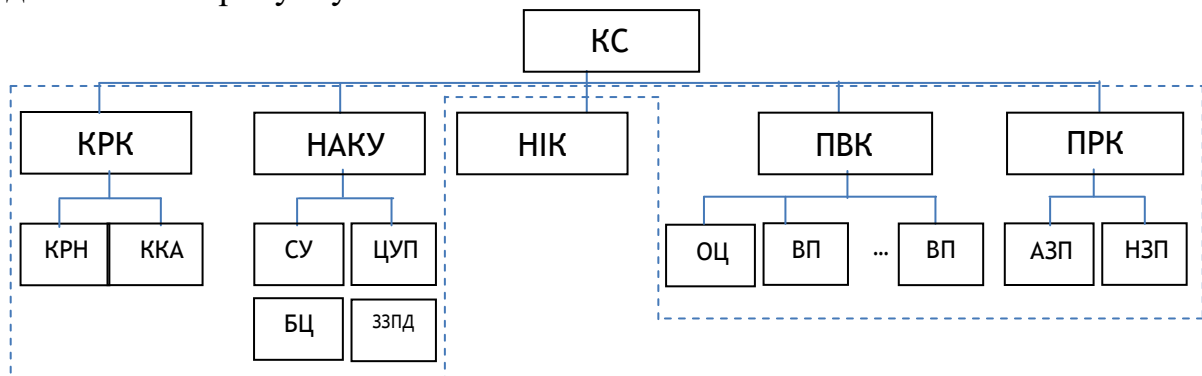 КС
КРК НАКУ НІК ПВК ПРК
КРН ККА СУ ЦУП ОЦ ВП ... ВП АЗП НЗП
БЦ ЗЗПД